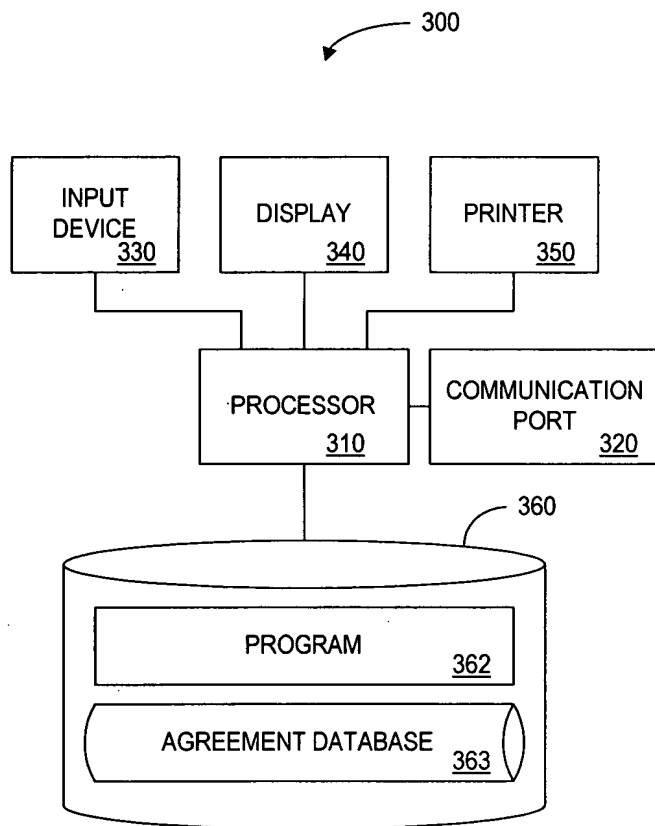 300
INPUT
DEVICE
330
DISPLAY
340
PRINTER
350
PROCESSOR
310
COMMUNICATION
PORT
320
360
PROGRAM
362
AGREEMENT DATABASE
363